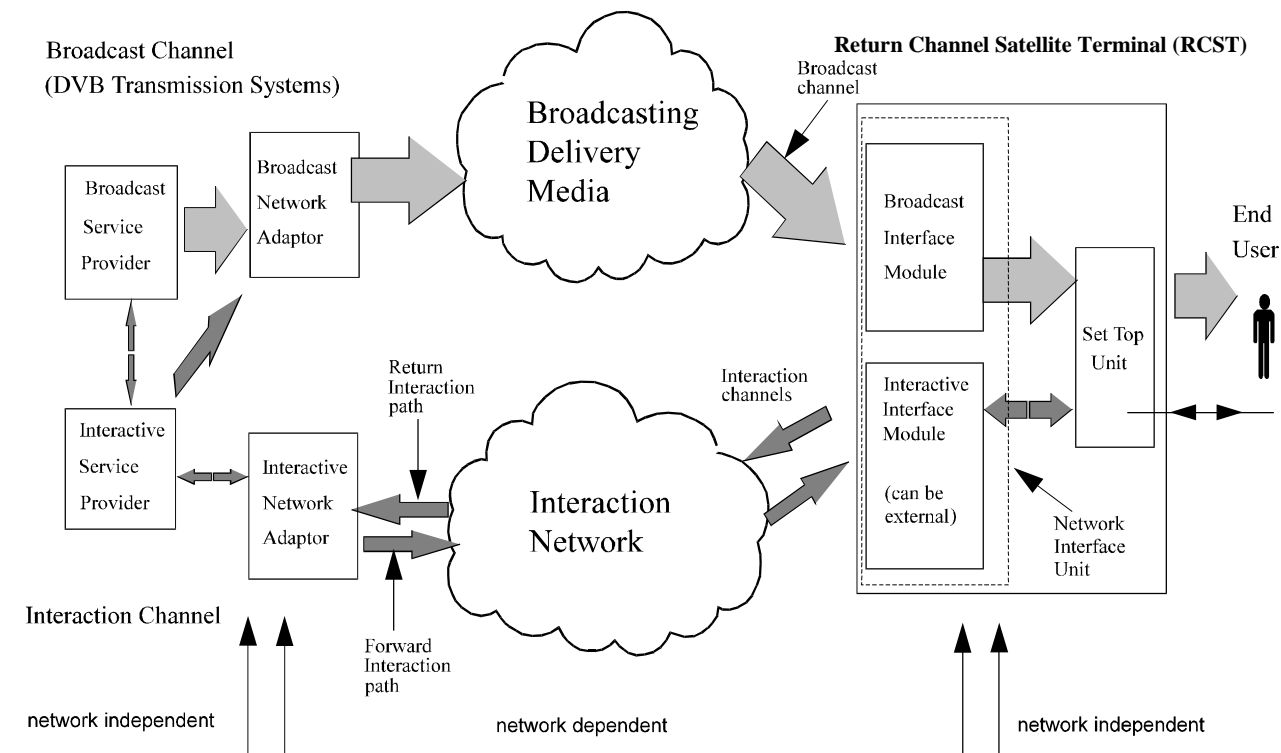 Broadcast Channel
(DVB Transmission Systems)
Return Channel Satellite Terminal (RCST)
Broadcast
channel
Broadcasting
Delivery
Media
Broadcast
Network
Adaptor
Broadcast
Service
Provider
Broadcast
Interface
Module
End
User
Set Top
Unit
Return
Interaction
path
Interaction
channels
Interactive
Interface
Module
(can be
external)
Interactive
Service
Provider
Interactive
Network
Adaptor
Interaction
Network
Network
Interface
Unit
Interaction Channel
Forward
Interaction
path
network independent
network dependent
network independent